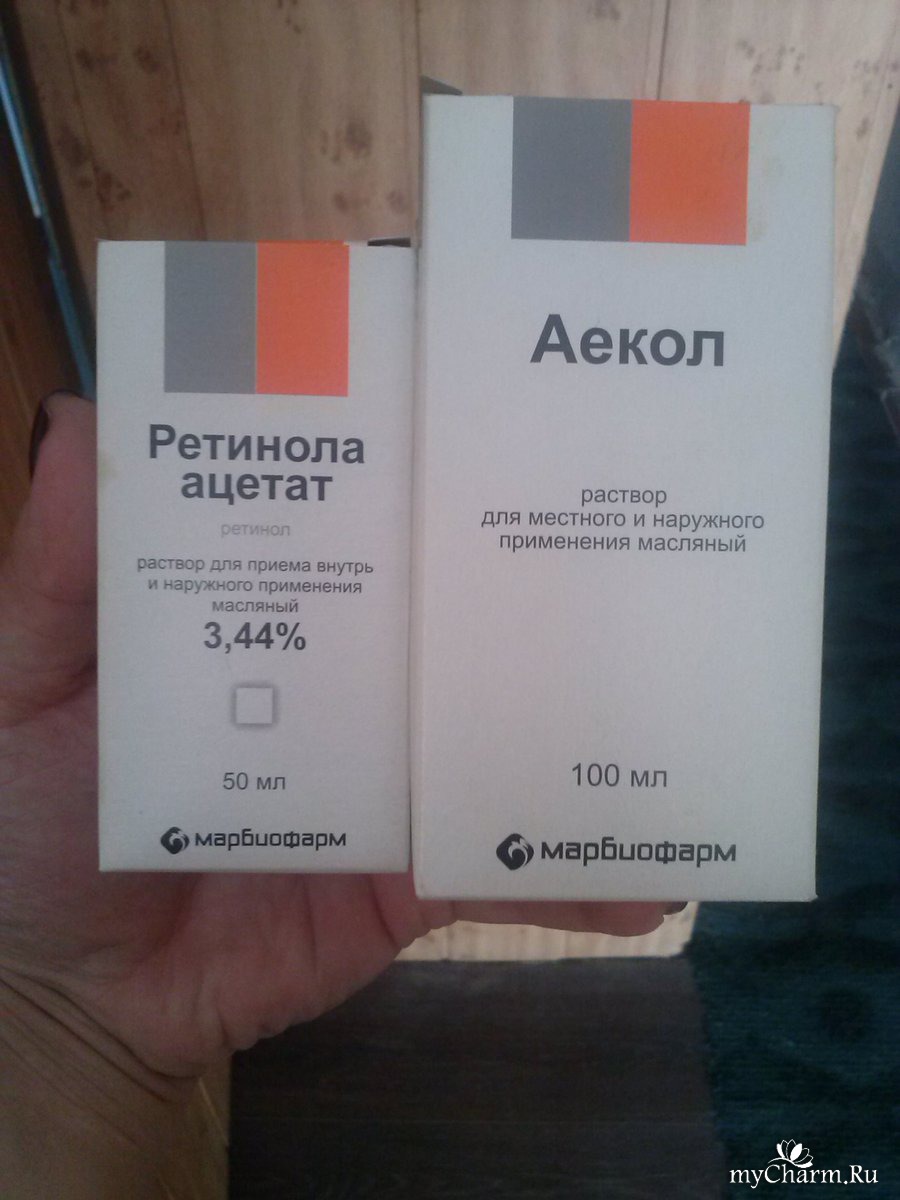 Ретинола
ацетат
ретинол
раствор для приема внутрь
и наружного применения
масляный
3,44%
50 мл
марбиофарм
Аекол
раствор
для местного и наружного
применения масляный
100 мл
марбиофарм
myCharm.Ru